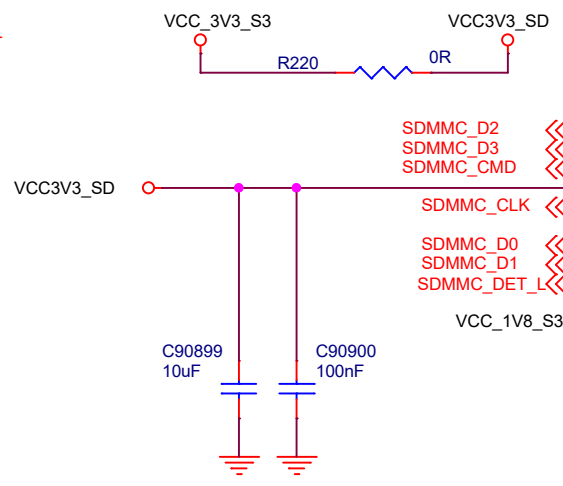 VCC_3V3_S3
VCC3V3_SD
R220
0R
SDMMC_D2
SDMMC_D3
SDMMC_CMD
VCC3V3_SD
SDMMC_CLK
SDMMC_D0
SDMMC_D1
SDMMC_DET_L
VCC_1V8_S3
C90899
10uF
C90900
100nF